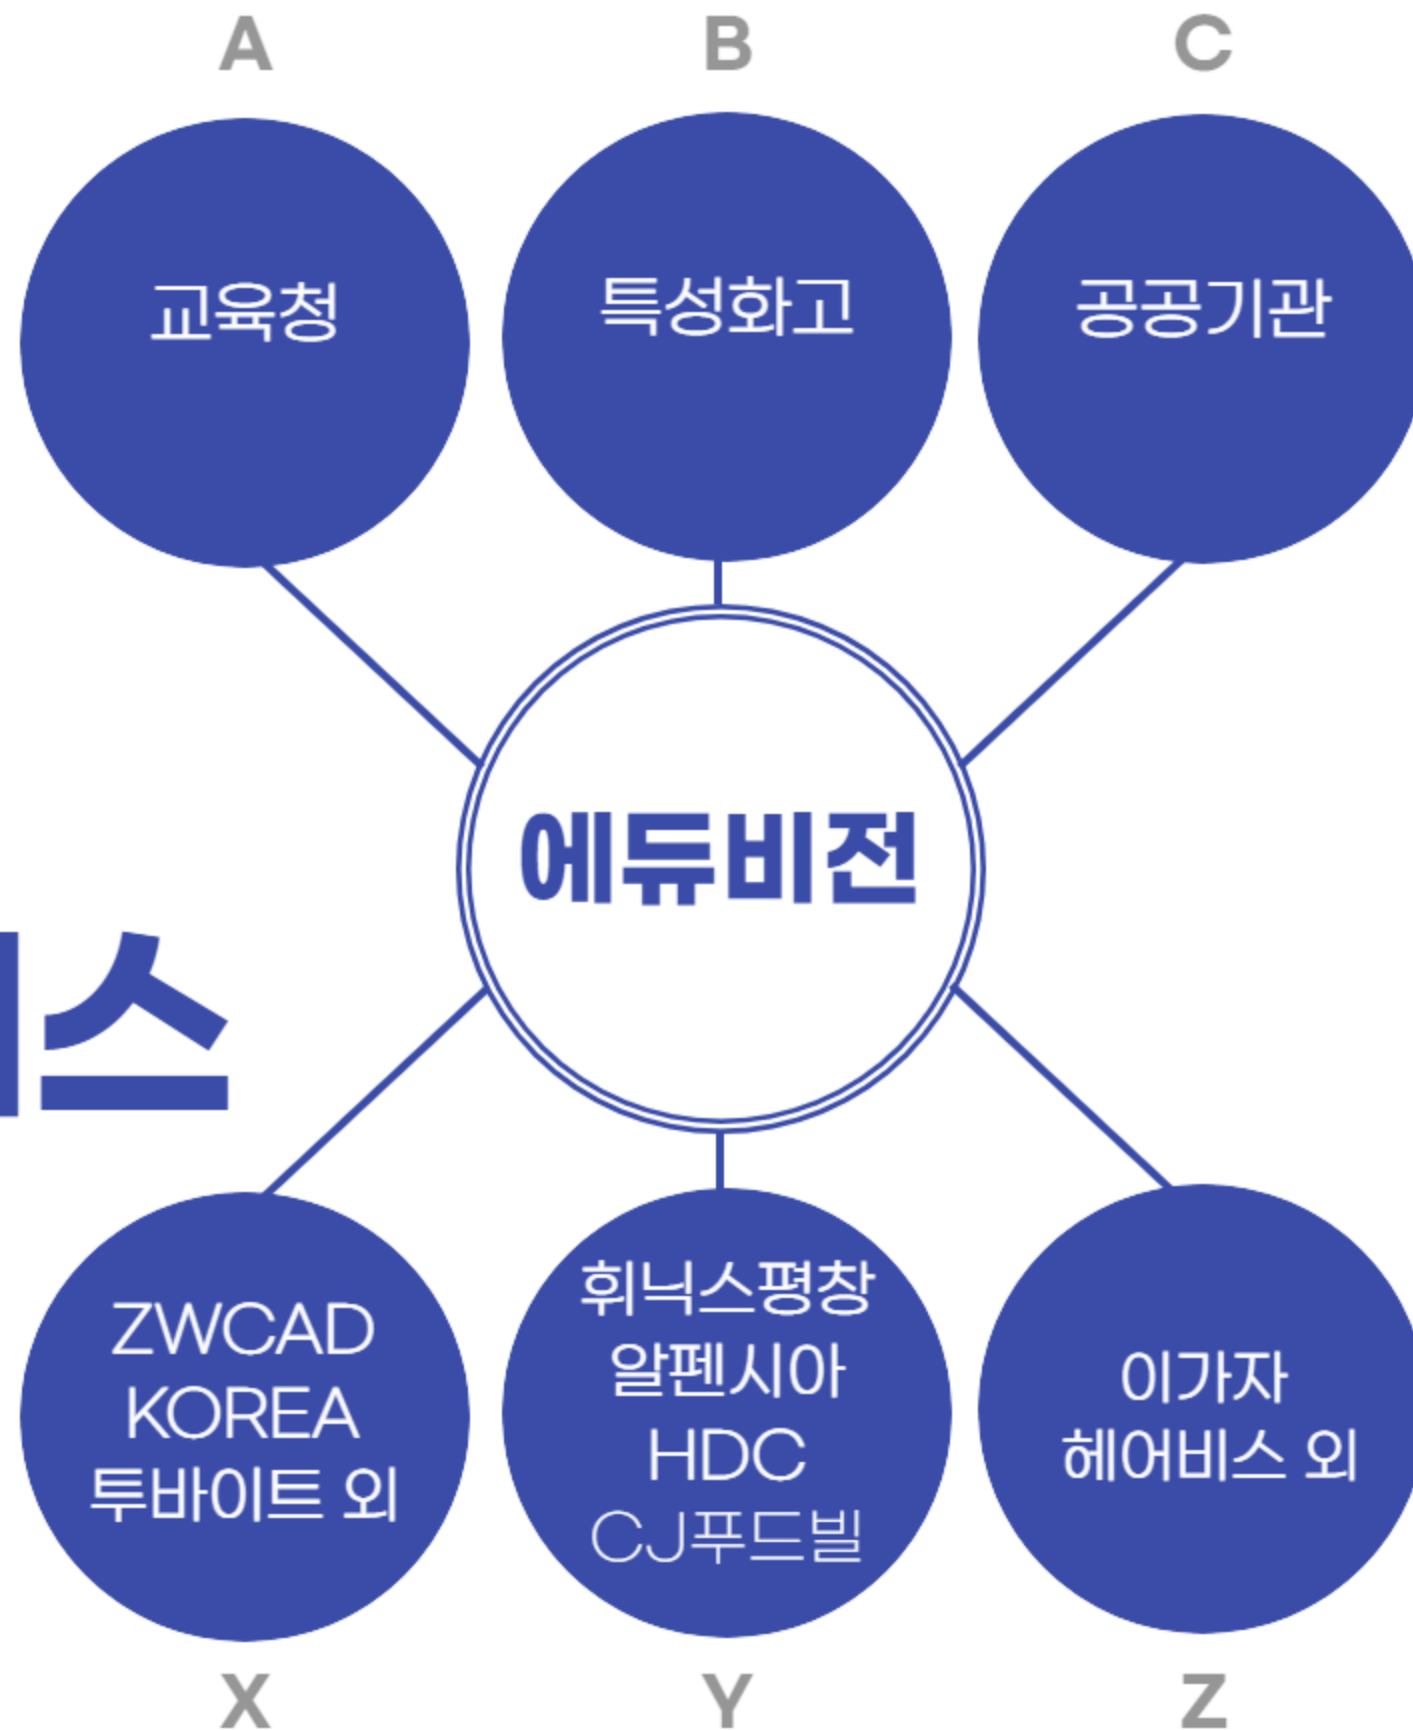 A
B
C
교육청
특성화고
공공기관
에듀비전
스
ZWCAD
KOREA
투바이트 외
휘닉스평창
알펜시아
HDC
CJ푸드빌
이가자
헤어비스 외
X
Y
Z